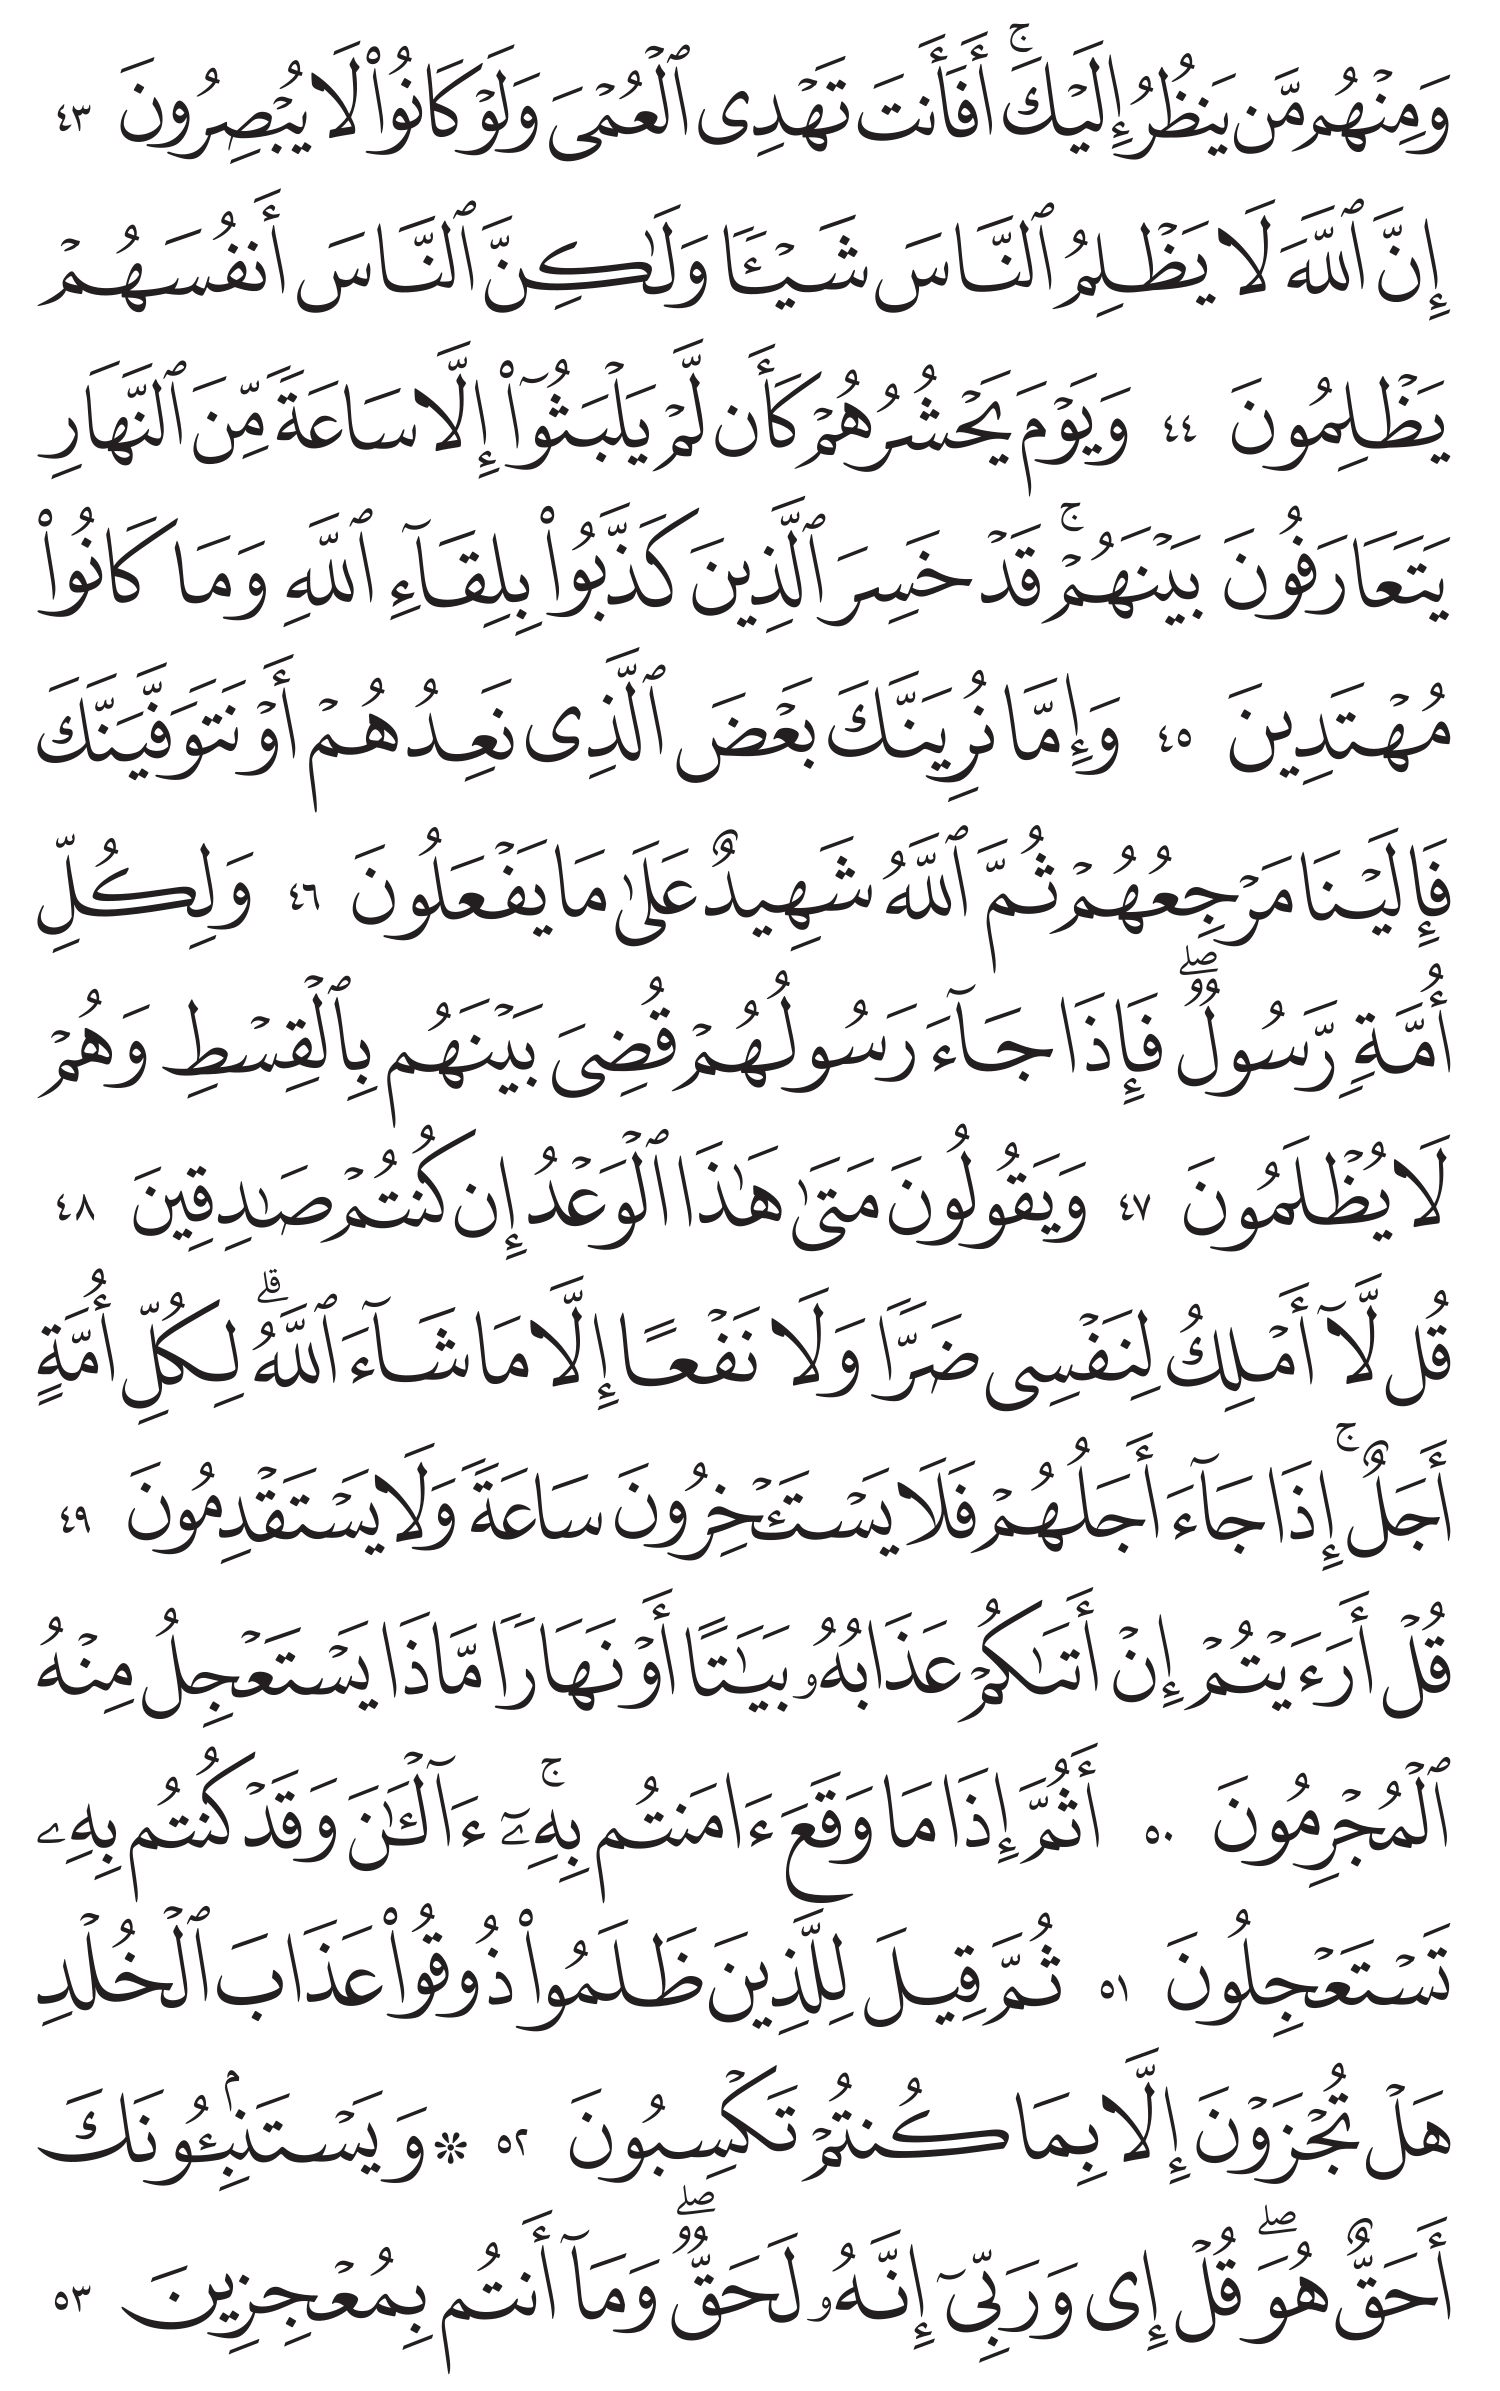 وَمِنۡهُم مَّن يَنظُرُ إِلَيۡكَۚ أَفَأَنتَ تَهۡدِى ٱلۡعُمۡىَ وَلَوۡ كَانُواْ لَا يُبۡصِرُونَ ٤٣
إِنَّ ٱللَّهَ لَا يَظۡلِمُ ٱلنَّاسَ شَيۡـًٔا وَلَٰكِنَّ ٱلنَّاسَ أَنفُسَهُمۡ
يَظۡلِمُونَ ٤٤ وَيَوۡمَ يَحۡشُرُهُمۡ كَأَن لَّمۡ يَلۡبَثُوٓاْ إِلَّا سَاعَةً مِّنَ ٱلنَّهَارِ
يَتَعَارَفُونَ بَيۡنَهُمۡۚ قَدۡ خَسِرَ ٱلَّذِينَ كَذَّبُواْ بِلِقَآءِ ٱللَّهِ وَمَا كَانُواْ
مُهۡتَدِينَ ٤٥ وَإِمَّا نُرِيَنَّكَ بَعۡضَ ٱلَّذِى نَعِدُهُمۡ أَوۡ نَتَوَفَّيَنَّكَ
فَإِلَيۡنَا مَرۡجِعُهُمۡ ثُمَّ ٱللَّهُ شَهِيدٌ عَلَىٰ مَا يَفۡعَلُونَ ٤٦ وَلِكُلِّ
أُمَّةٍ رَّسُولٌۖ فَإِذَا جَآءَ رَسُولُهُمۡ قُضِىَ بَيۡنَهُم بِٱلۡقِسۡطِ وَهُمۡ
لَا يُظۡلَمُونَ ٤٧ وَيَقُولُونَ مَتَىٰ هَٰذَا ٱلۡوَعۡدُ إِن كُنتُمۡ صَٰدِقِينَ ٤٨
قُل لَّآ أَمۡلِكُ لِنَفۡسِى ضَرًّا وَلَا نَفۡعًا إِلَّا مَا شَآءَ ٱللَّهُۗ لِكُلِّ أُمَّةٍ
أَجَلٌۚ إِذَا جَآءَ أَجَلُهُمۡ فَلَا يَسۡتَـٔۡخِرُونَ سَاعَةً وَلَا يَسۡتَقۡدِمُونَ ٤٩
قُلۡ أَرَءَيۡتُمۡ إِنۡ أَتَىٰكُمۡ عَذَابُهُۥ بَيَٰتًا أَوۡ نَهَارًا مَّاذَا يَسۡتَعۡجِلُ مِنۡهُ
ٱلۡمُجۡرِمُونَ ٥٠ أَثُمَّ إِذَا مَا وَقَعَ ءَامَنتُم بِهِۦٓۚ ءَآلۡـَٰٔنَ وَقَدۡ كُنتُم بِهِۦ
تَسۡتَعۡجِلُونَ ٥١ ثُمَّ قِيلَ لِلَّذِينَ ظَلَمُواْ ذُوقُواْ عَذَابَ ٱلۡخُلۡدِ
هَلۡ تُجۡزَوۡنَ إِلَّا بِمَا كُنتُمۡ تَكۡسِبُونَ ٥٢ ۞ وَيَسۡتَنۢبِـُٔونَكَ
أَحَقٌّ هُوَۖ قُلۡ إِى وَرَبِّىٓ إِنَّهُۥ لَحَقٌّۖ وَمَآ أَنتُم بِمُعۡجِزِينَ ٥٣